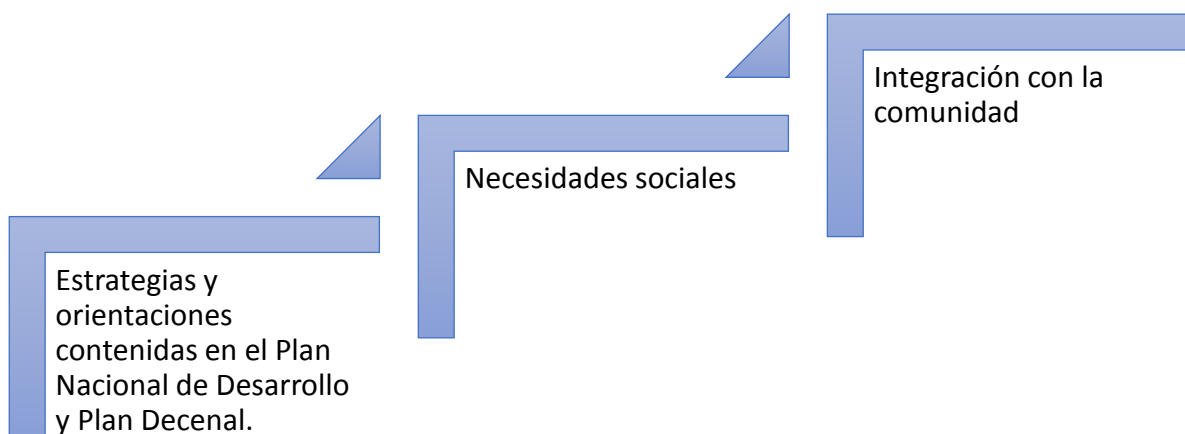 Estrategias y
orientaciones
contenidas en el Plan
Nacional de Desarrollo
y Plan Decenal.
Necesidades sociales
Integración con la
comunidad